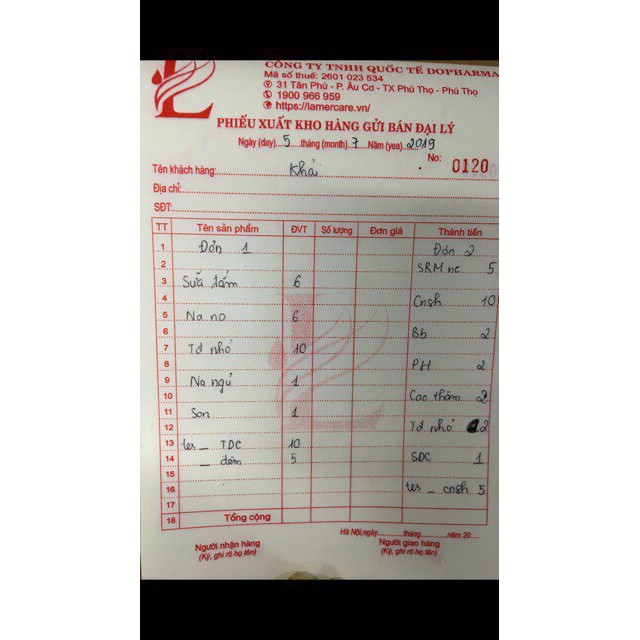 CÔNG TY TNHH QUỐC TẾ DOPHARMA
Mã số thuế: 2601 023 534
31 Tân Phú - P. Âu Cơ - TX Phú Thọ - Phú Thọ
1900 966 959
https://lamercare.vn/
PHIẾU XUẤT KHO HÀNG GỬI BÁN ĐẠI LÝ
Ngày (day) 5 tháng (month) 7 Năm (yea) 2019
No: 0120
Tên khách hàng: Khải
Địa chỉ:
SĐT:
TT Tên sản phẩm ĐVT Số lượng Đơn giá Thành tiền
1 Đơn 1 Đơn 2
2 SRM nc 5
3 Sữa tắm 6
4 Cnsh 10
5 Na no 6
6 Bb 2
7 Td nhỏ 10
8 PH 2
9 Na ngủ 1
10 Cao thâm 2
11 Son 1
12 Td nhỏ 2
13 tes _ TDC 10
14 _ đêm 5 SDC 1
15
16 tes _ cnsh 5
17
18 Tổng cộng
Hà Nội, ngày tháng năm 20
Người nhận hàng Người giao hàng
(Ký, ghi rõ họ tên) (Ký, ghi rõ họ tên)